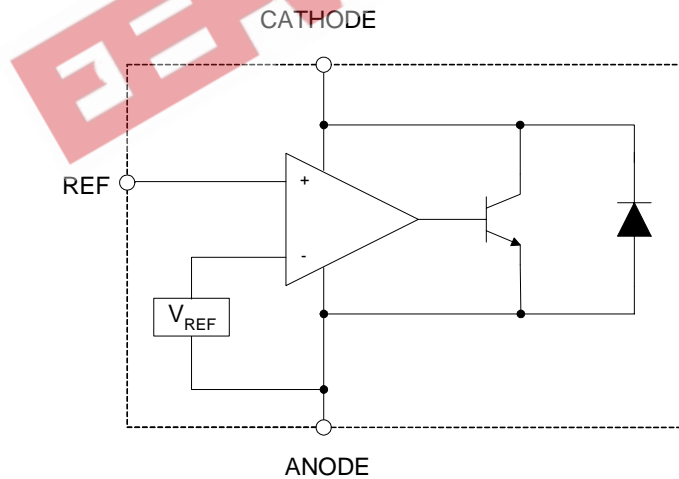 CATHODE
REF
+
-
VREF
ANODE